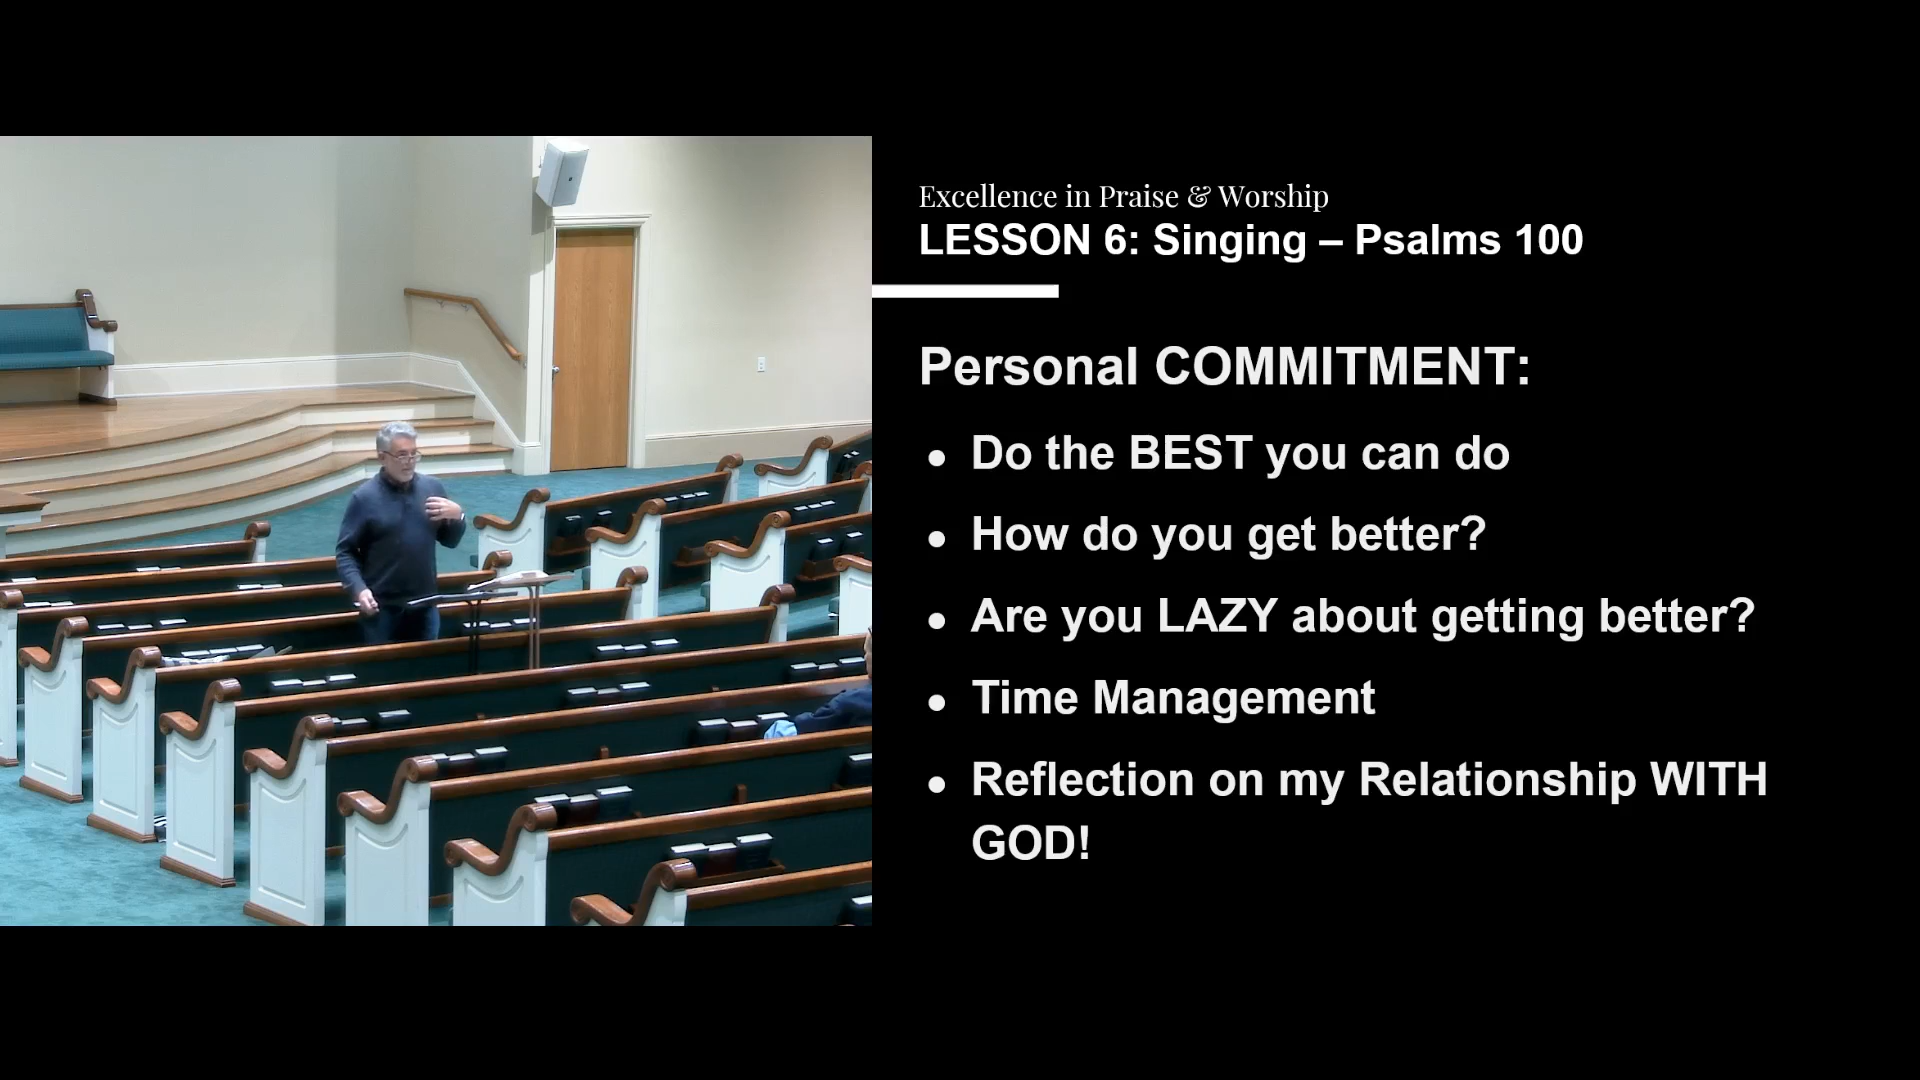 Excellence in Praise & Worship
LESSON 6: Singing – Psalms 100
Personal COMMITMENT:
● Do the BEST you can do
● How do you get better?
● Are you LAZY about getting better?
● Time Management
● Reflection on my Relationship WITH
GOD!